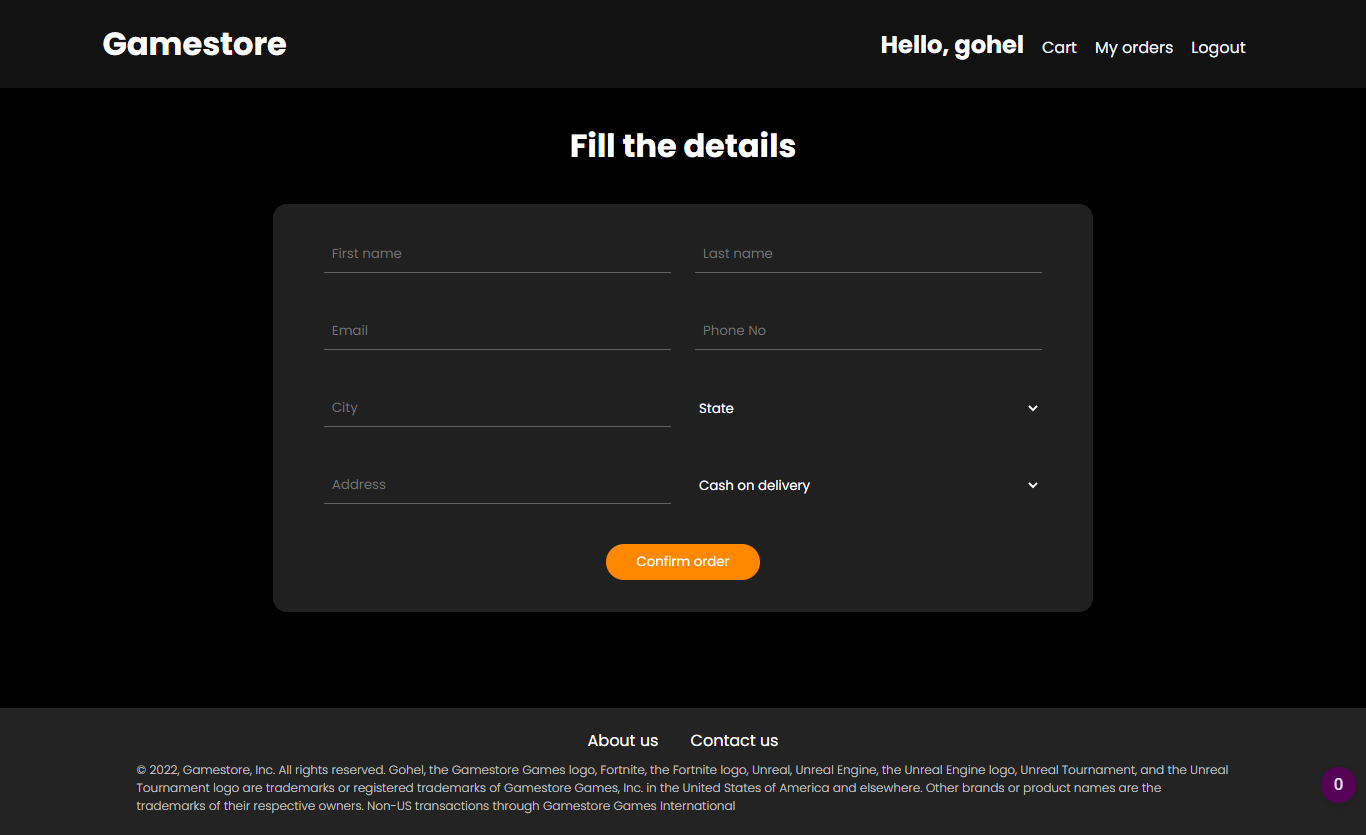 Gamestore
Hello, gohel Cart My orders Logout
Fill the details
First name Last name
Email Phone No
City State
Address Cash on delivery
Confirm order
About us Contact us
© 2022, Gamestore, Inc. All rights reserved. Gohel, the Gamestore Games logo, Fortnite, the Fortnite logo, Unreal, Unreal Engine, the Unreal Engine logo, Unreal Tournament, and the Unreal
Tournament logo are trademarks or registered trademarks of Gamestore Games, Inc. in the United States of America and elsewhere. Other brands or product names are the
trademarks of their respective owners. Non-US transactions through Gamestore Games International
0